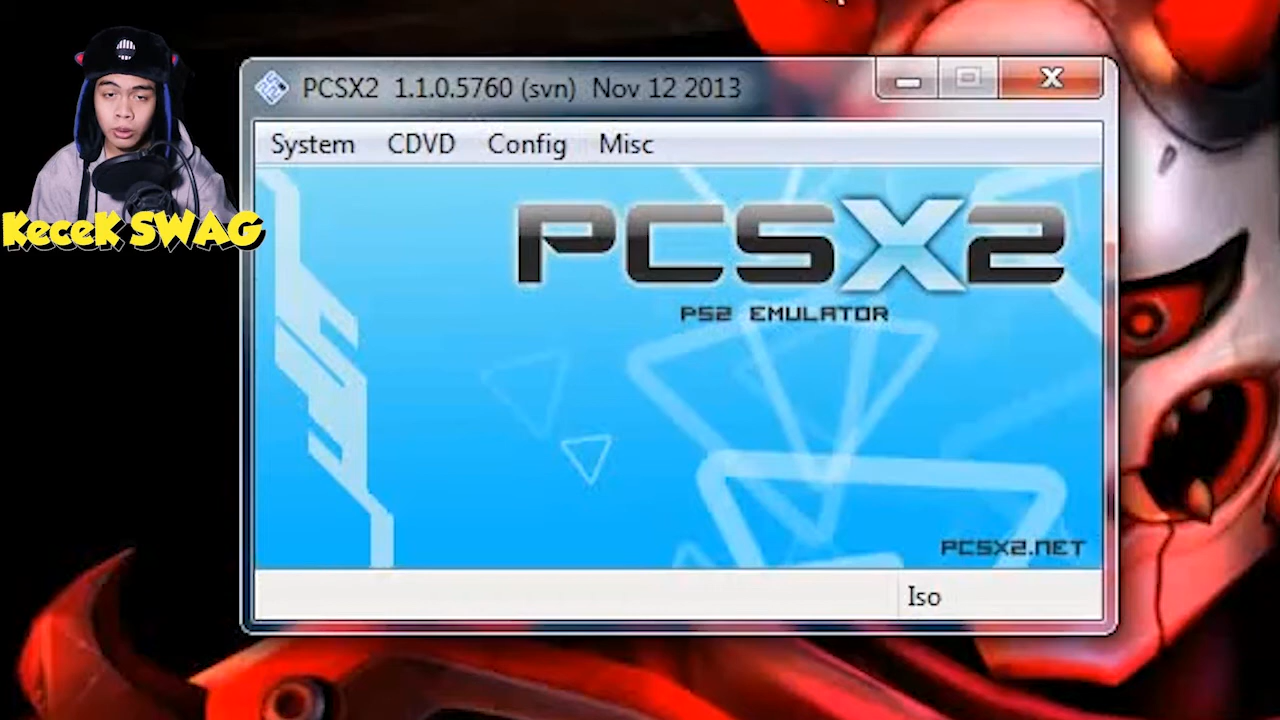 PCSX2 1.1.0.5760 (svn) Nov 12 2013
System CDVD Config Misc
KeceK SWAG
PCSX2
PS2 EMULATOR
PCSX2.NET
Iso